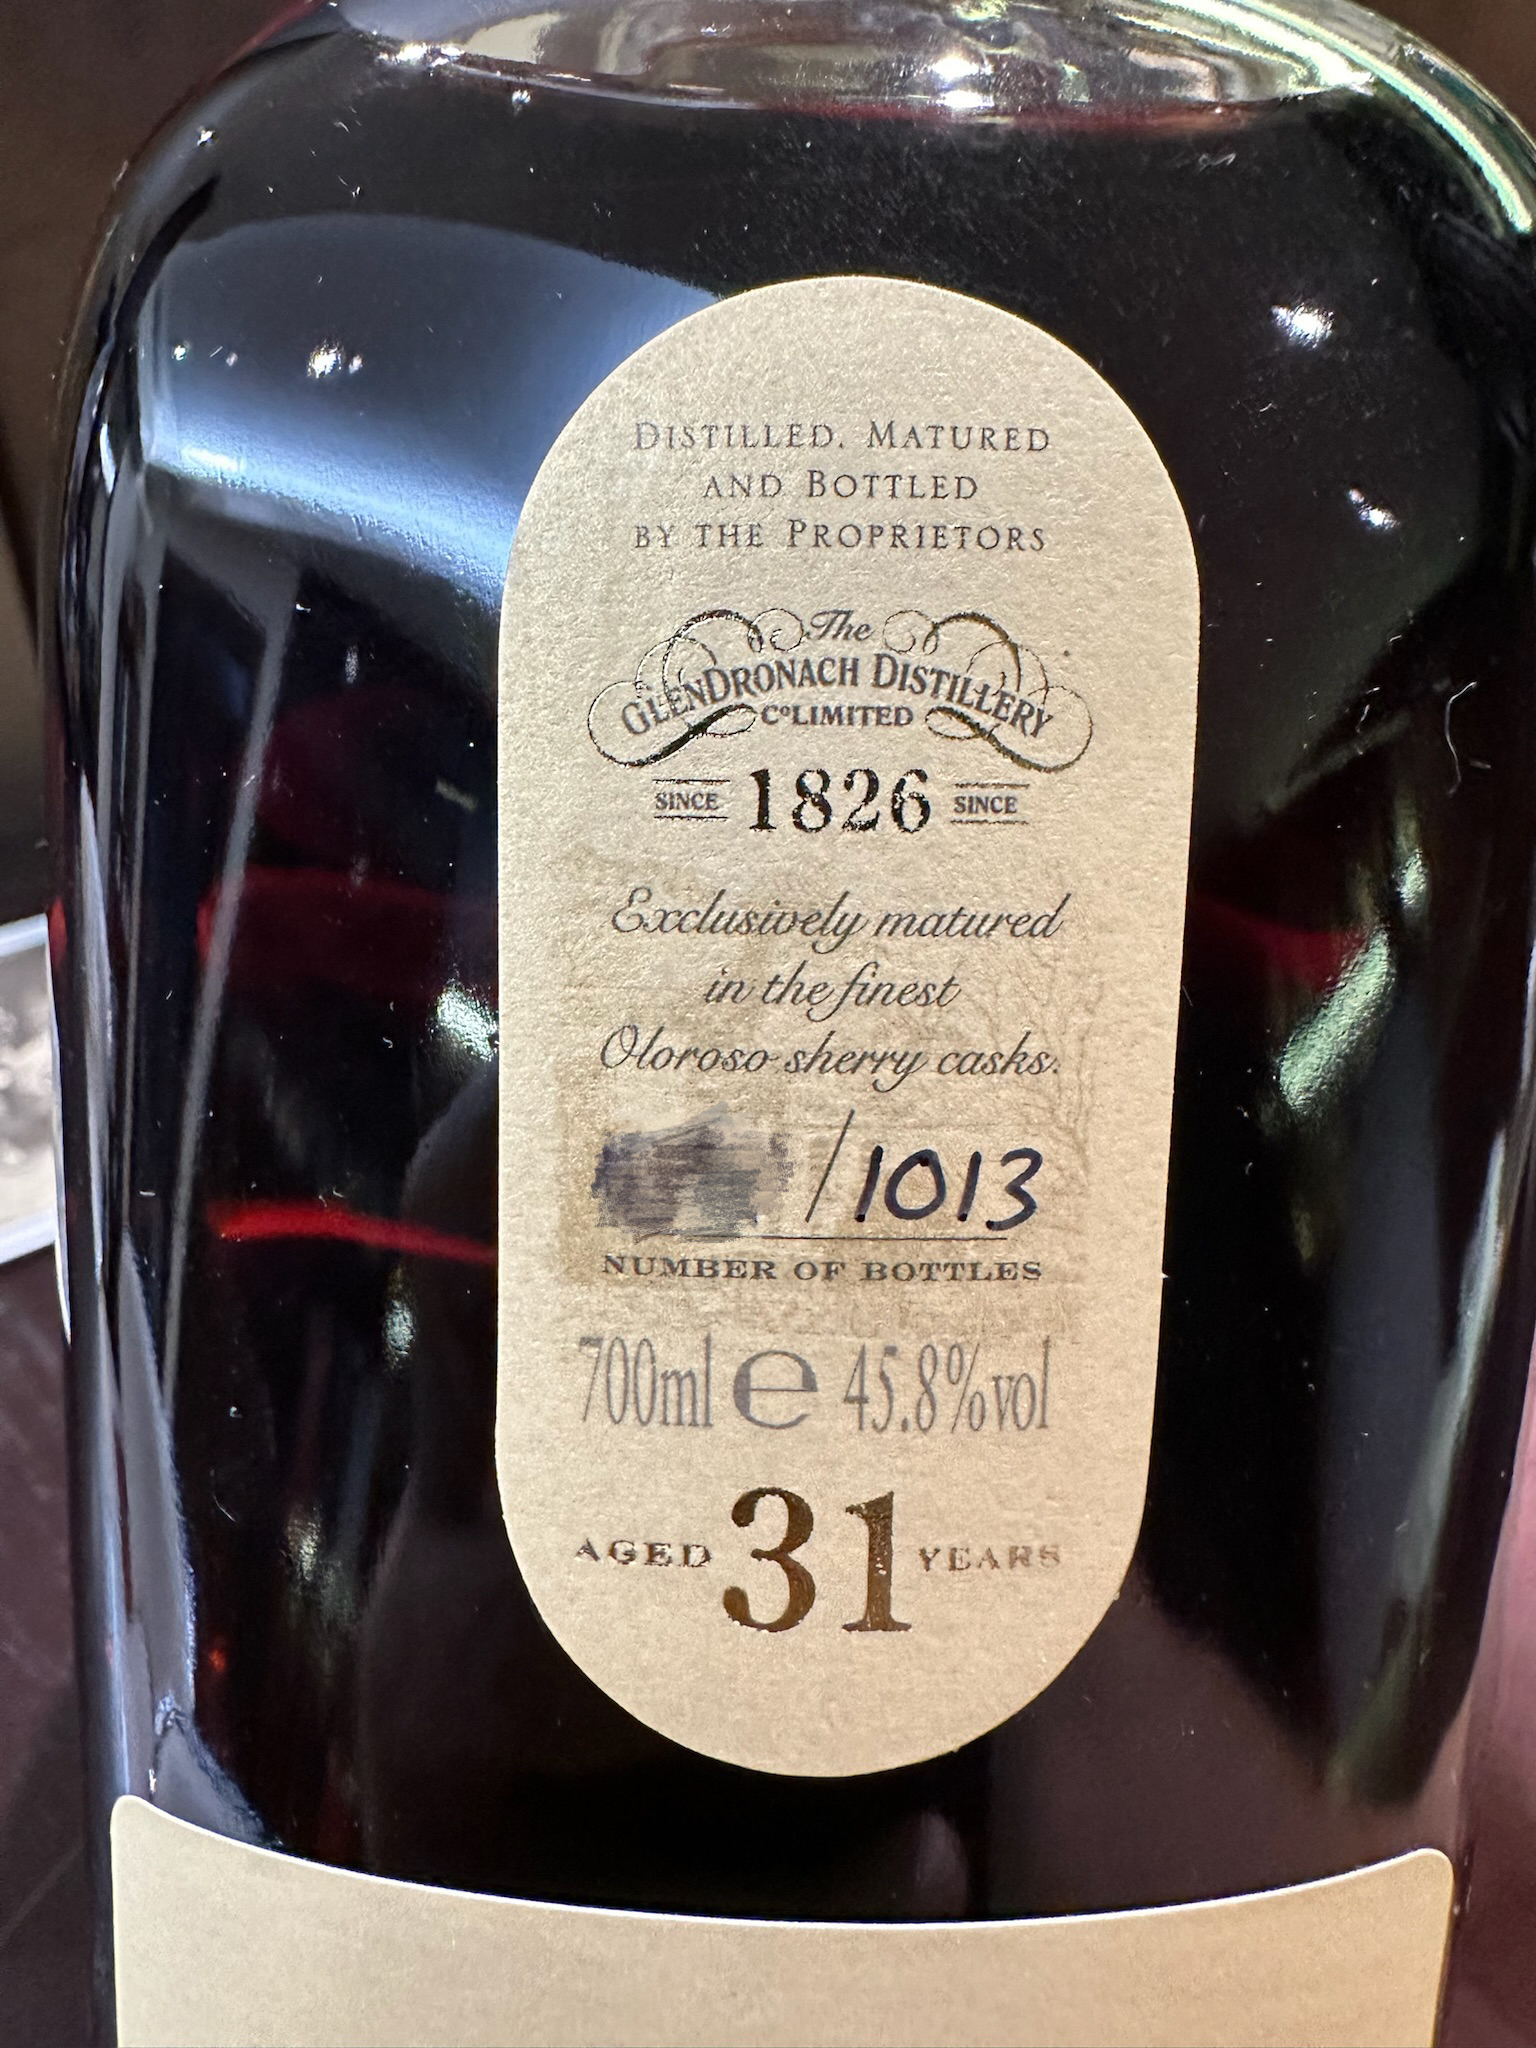 DISTILLED, MATURED
AND BOTTLED
BY THE PROPRIETORS
The
GLENDRONACH DISTILLERY
Co LIMITED
SINCE 1826 SINCE
Exclusively matured
in the finest
Oloroso sherry casks.
/1013
NUMBER OF BOTTLES
700ml e 45.8%vol
AGED 31 YEARS